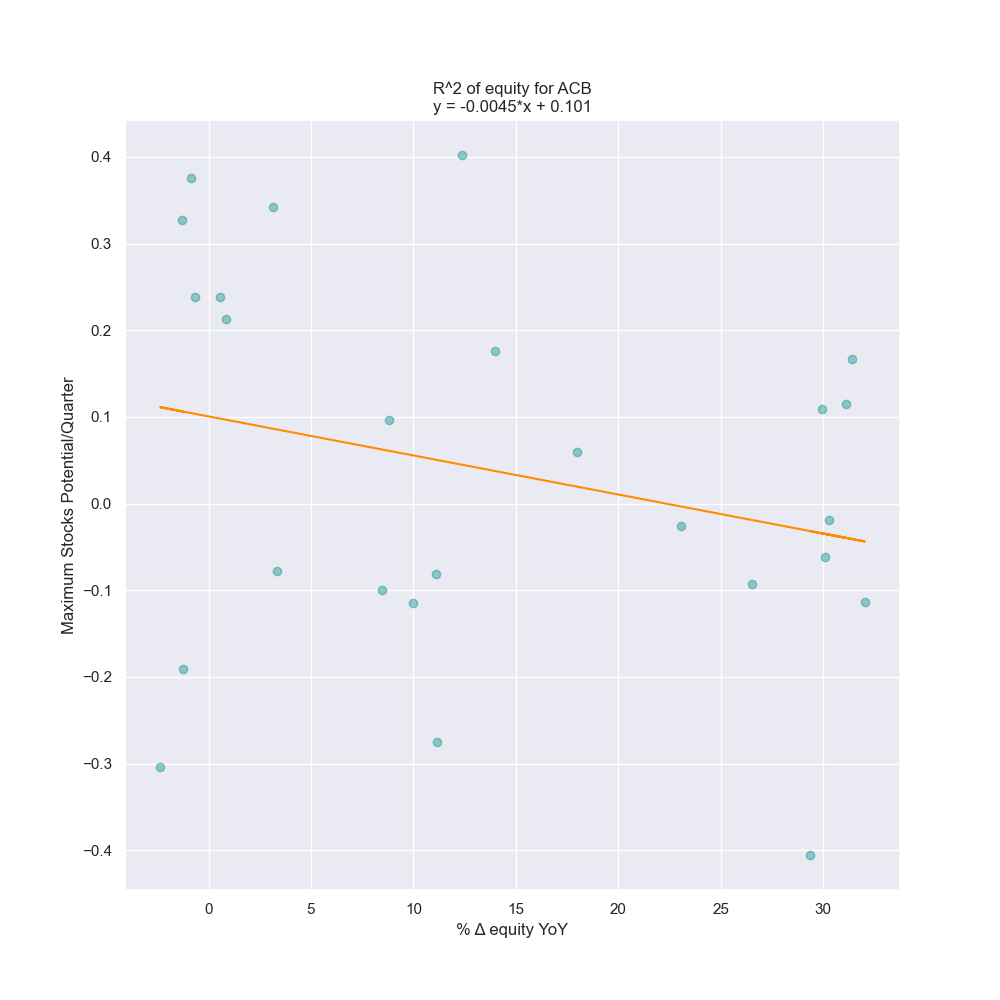 R^2 of equity for ACB
y = -0.0045*x + 0.101
Maximum Stocks Potential/Quarter
0.4
0.3
0.2
0.1
0.0
−0.1
−0.2
−0.3
−0.4
0 5 10 15 20 25 30
% Δ equity YoY